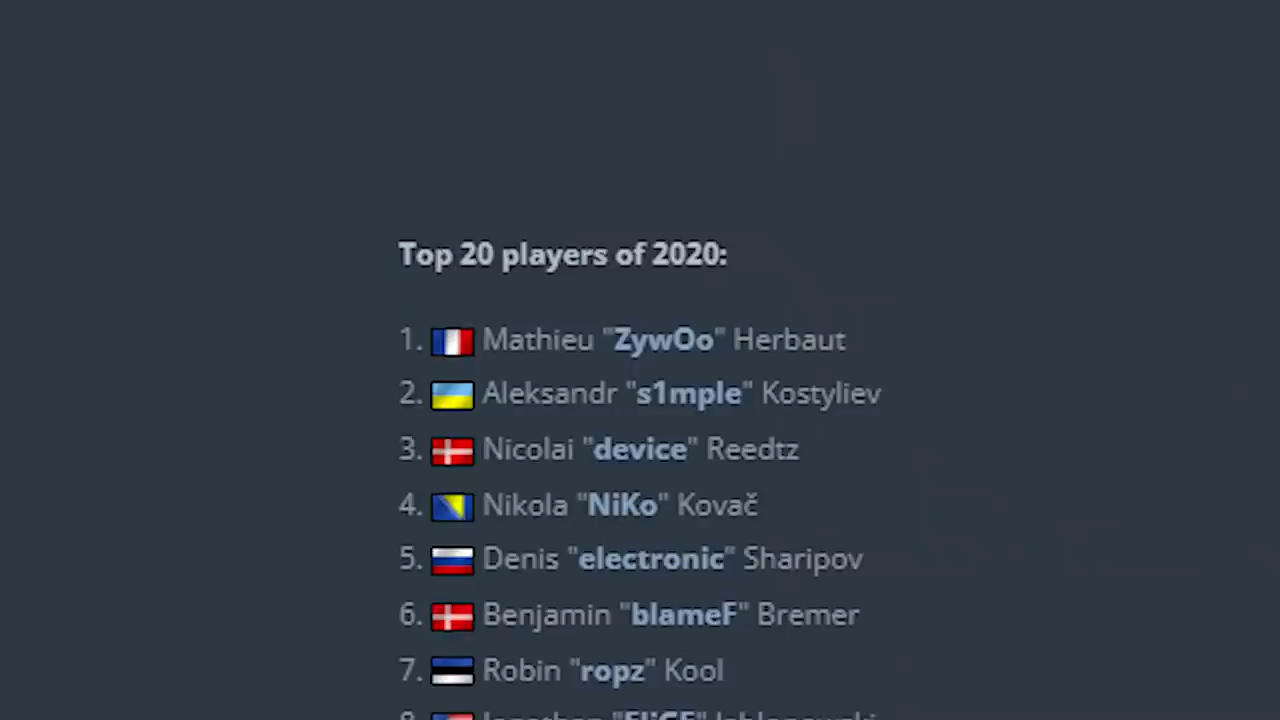 Top 20 players of 2020:
1. Mathieu "ZywOo" Herbaut
2. Aleksandr "s1mple" Kostyliev
3. Nicolai "device" Reedtz
4. Nikola "NiKo" Kovač
5. Denis "electronic" Sharipov
6. Benjamin "blameF" Bremer
7. Robin "ropz" Kool